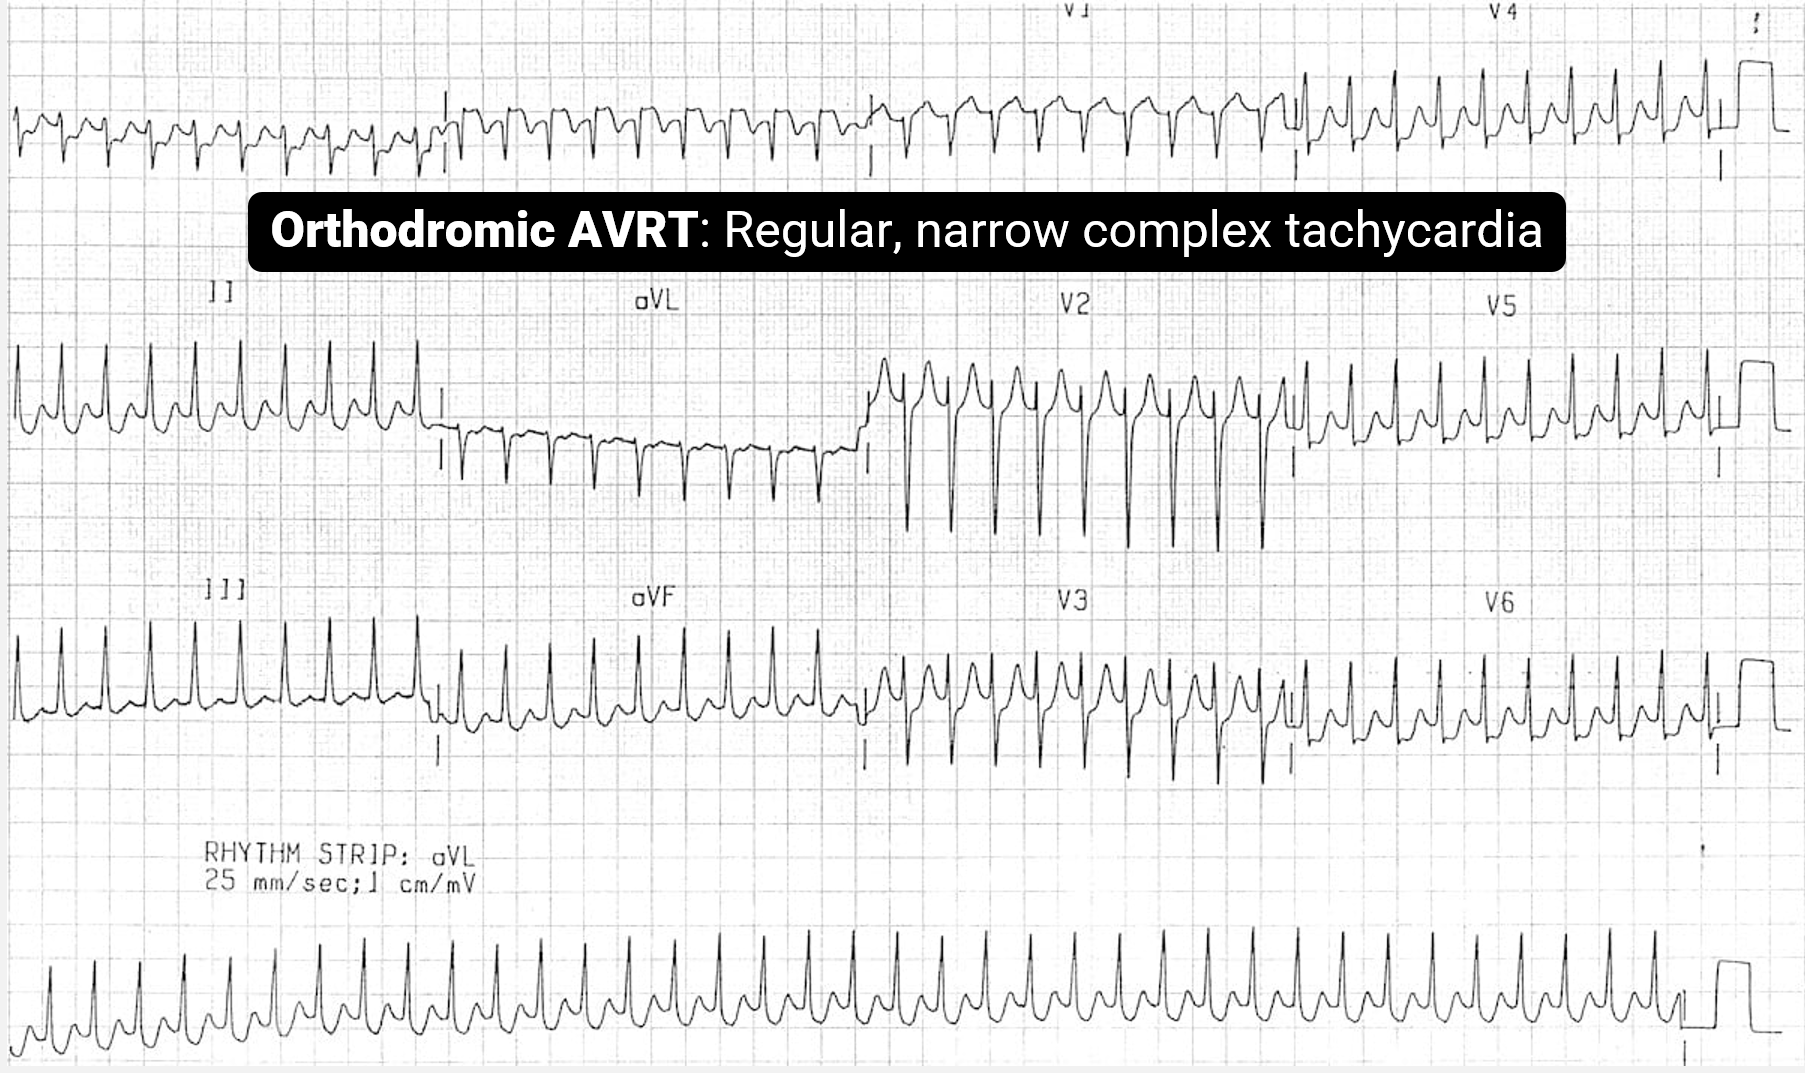 V1 V4
Orthodromic AVRT: Regular, narrow complex tachycardia
II aVL V2 V5
III aVF V3 V6
RHYTHM STRIP: aVL
25 mm/sec;1 cm/mV